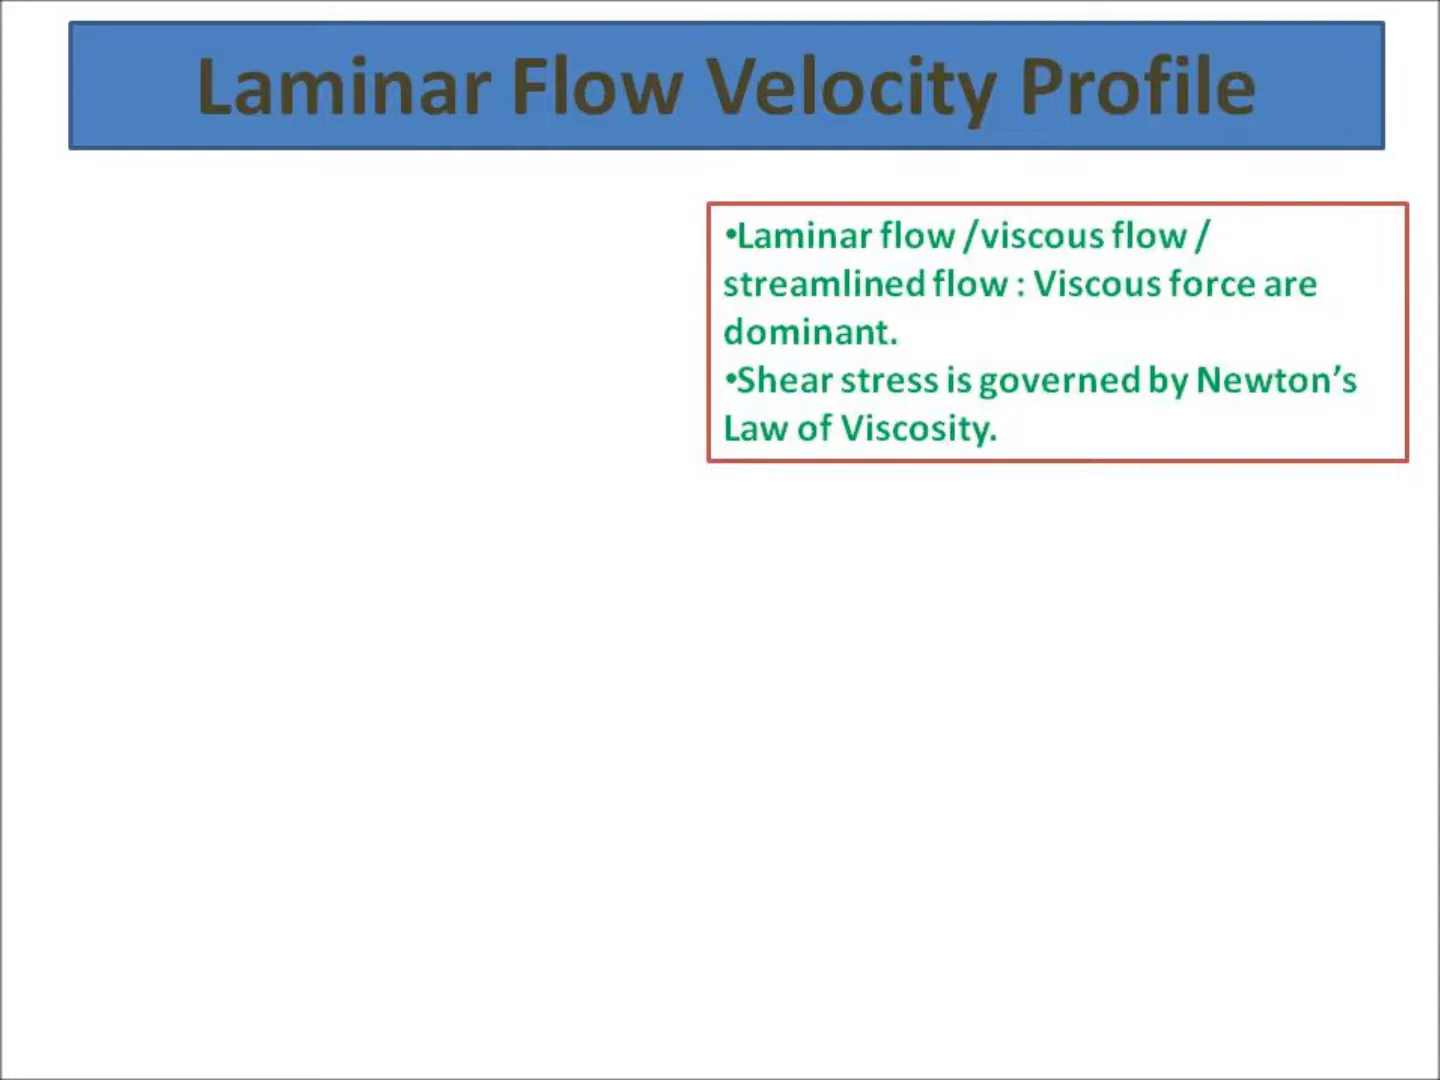 Laminar Flow Velocity Profile
•Laminar flow /viscous flow /
streamlined flow : Viscous force are
dominant.
•Shear stress is governed by Newton’s
Law of Viscosity.